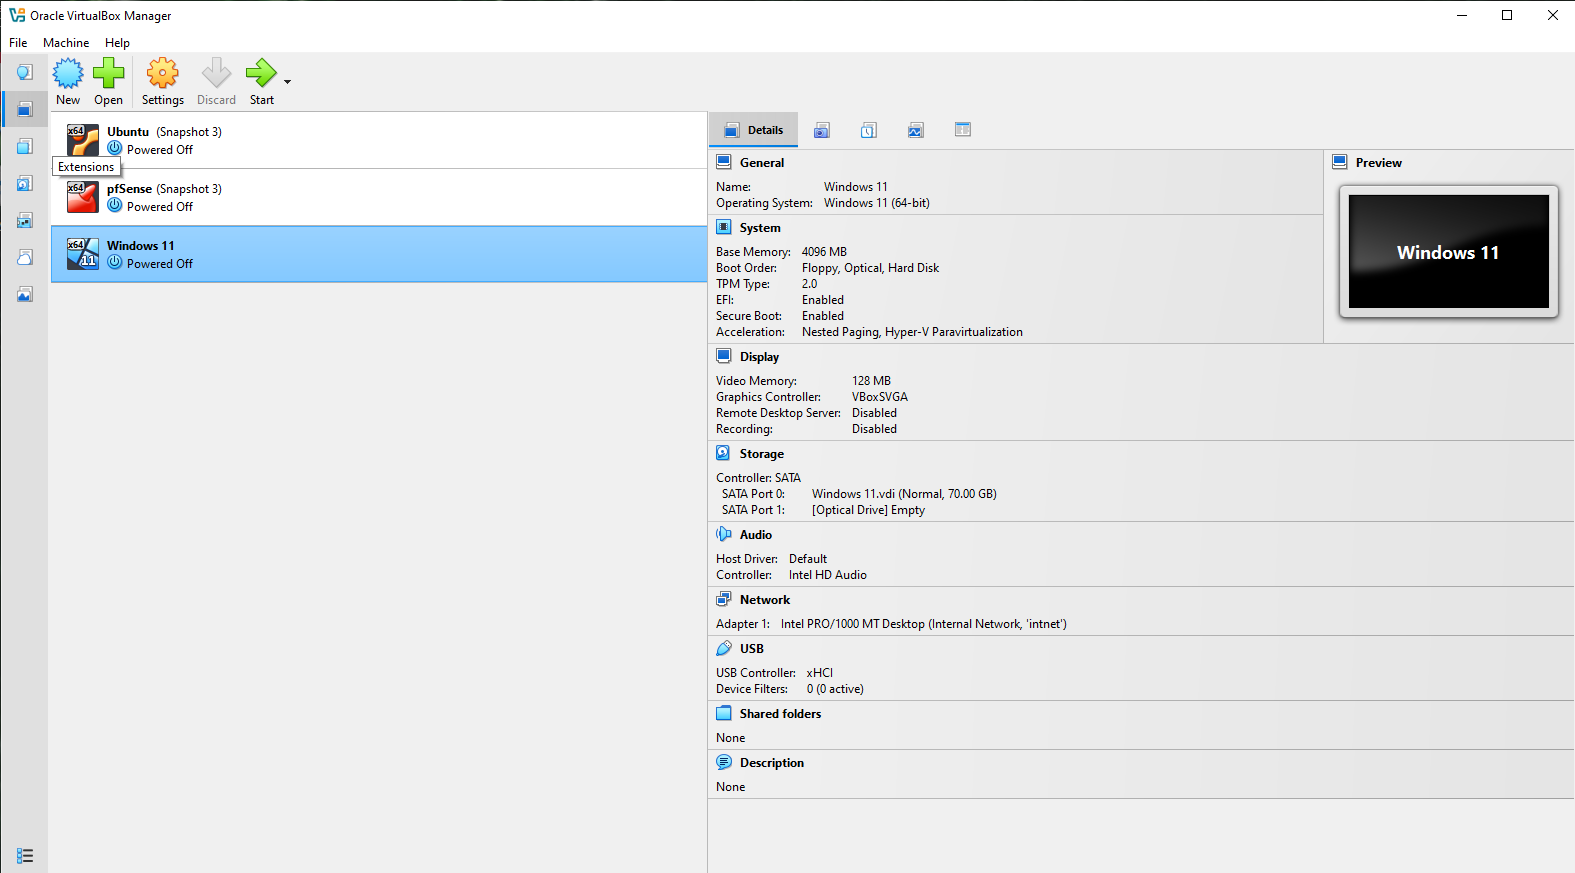 Oracle VirtualBox Manager
File Machine Help
New Open Settings Discard Start
x64 Ubuntu (Snapshot 3)
Powered Off
Extensions
x64 pfSense (Snapshot 3)
Powered Off
x64 11 Windows 11
Powered Off
Details
General
Name: Windows 11
Operating System: Windows 11 (64-bit)
Preview
Windows 11
System
Base Memory: 4096 MB
Boot Order: Floppy, Optical, Hard Disk
TPM Type: 2.0
EFI: Enabled
Secure Boot: Enabled
Acceleration: Nested Paging, Hyper-V Paravirtualization
Display
Video Memory: 128 MB
Graphics Controller: VBoxSVGA
Remote Desktop Server: Disabled
Recording: Disabled
Storage
Controller: SATA
SATA Port 0: Windows 11.vdi (Normal, 70.00 GB)
SATA Port 1: [Optical Drive] Empty
Audio
Host Driver: Default
Controller: Intel HD Audio
Network
Adapter 1: Intel PRO/1000 MT Desktop (Internal Network, 'intnet')
USB
USB Controller: xHCI
Device Filters: 0 (0 active)
Shared folders
None
Description
None